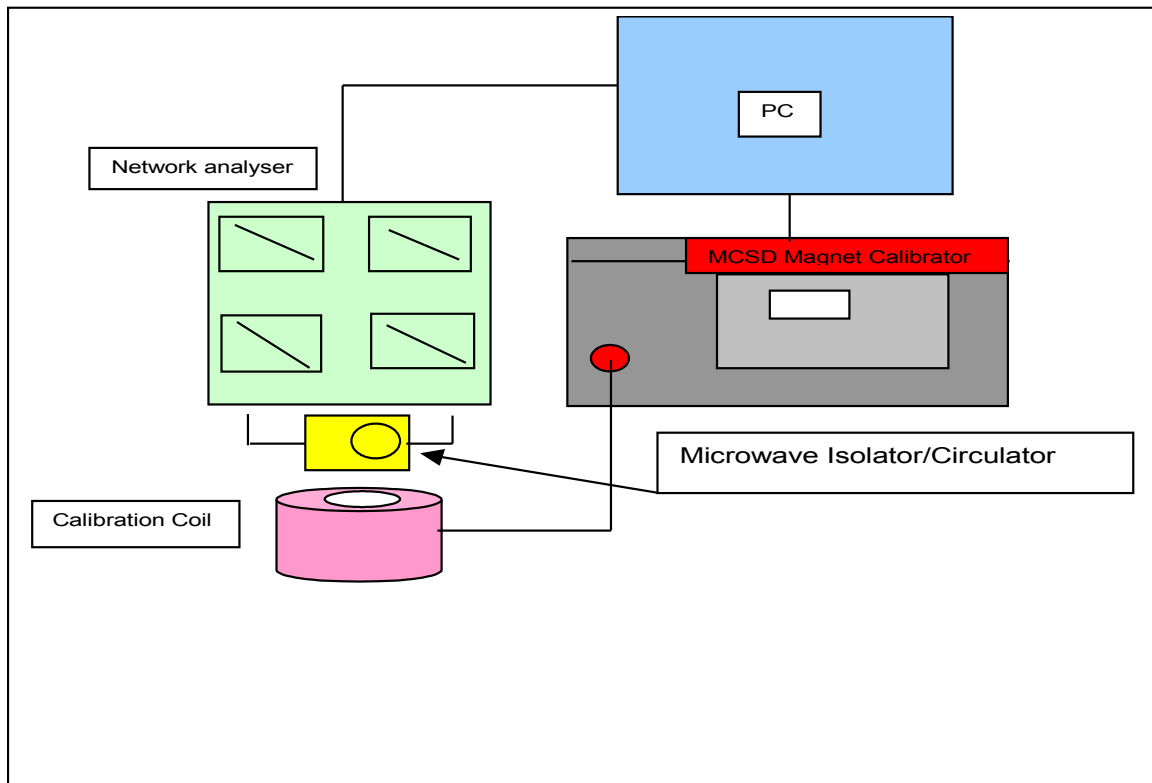 PC
Network analyser
MCSD Magnet Calibrator
Microwave Isolator/Circulator
Calibration Coil